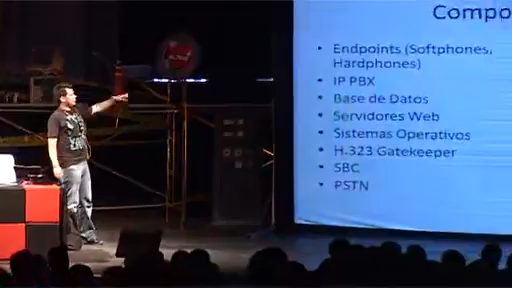 Compo
• Endpoints (Softphones,
Hardphones)
• IP PBX
• Base de Datos
• Servidores Web
• Sistemas Operativos
• H.323 Gatekeeper
• SBC
• PSTN